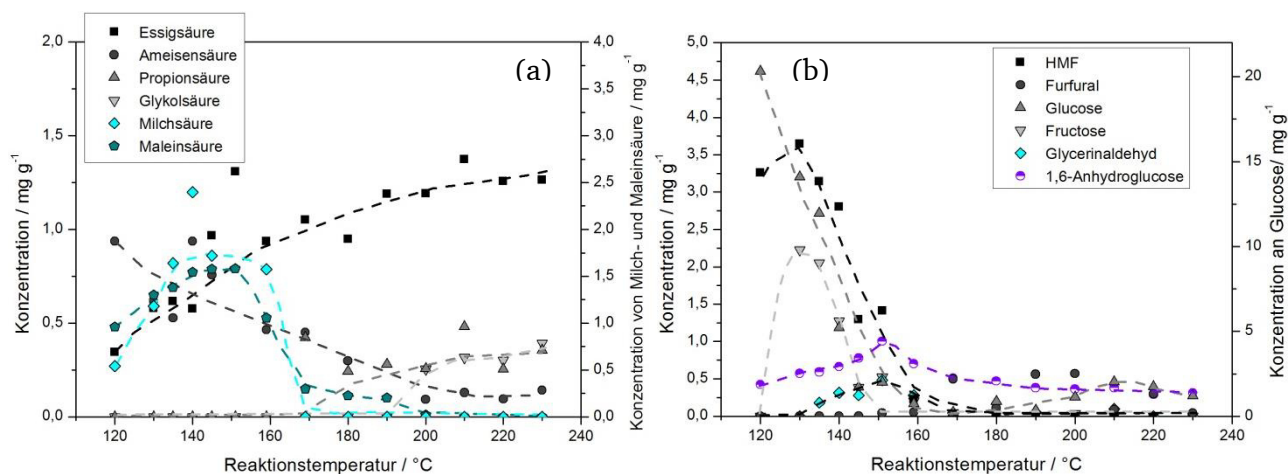 Essigsäure
Ameisensäure
Propionsäure
Glykolsäure
Milchsäure
Maleinsäure
(a)
2,0
1,5
1,0
0,5
0,0
Konzentration / mg g-1
4,0
3,5
3,0
2,5
2,0
1,5
1,0
0,5
0,0
Konzentration von Milch- und Maleinsäure / mg g-1
120 140 160 180 200 220 240
Reaktionstemperatur / °C
(b)
HMF
Furfural
Glucose
Fructose
Glycerinaldehyd
1,6-Anhydroglucose
5,0
4,5
4,0
3,5
3,0
2,5
2,0
1,5
1,0
0,5
0,0
Konzentration / mg g-1
20
15
10
5
0
Konzentration an Glucose/ mg g-1
120 140 160 180 200 220 240
Reaktionstemperatur / °C